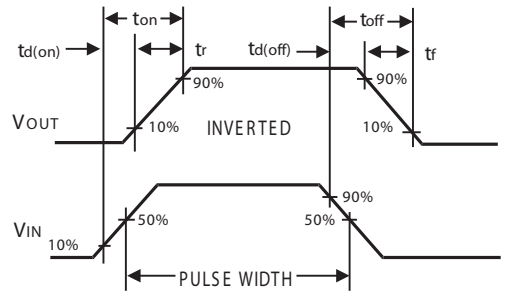 ton
toff
td(on)
tr
td(off)
tf
90%
90%
VOUT
10%
INVERTED
10%
90%
VIN
50%
50%
10%
PULSE WIDTH